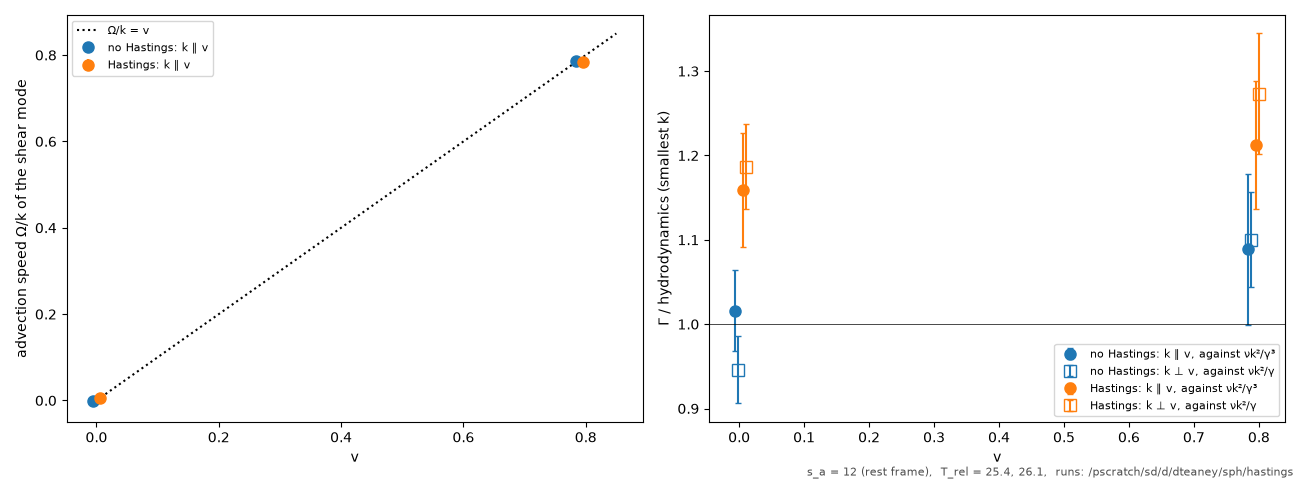 advection speed Ω/k of the shear mode
0.8
0.6
0.4
0.2
0.0
Ω/k = v
no Hastings: k ∥ v
Hastings: k ∥ v
0.0 0.2 0.4 0.6 0.8
v
Γ / hydrodynamics (smallest k)
1.3
1.2
1.1
1.0
0.9
no Hastings: k ∥ v, against νk²/γ³
no Hastings: k ⊥ v, against νk²/γ
Hastings: k ∥ v, against νk²/γ³
Hastings: k ⊥ v, against νk²/γ
0.0 0.1 0.2 0.3 0.4 0.5 0.6 0.7 0.8
v
s_a = 12 (rest frame), T_rel = 25.4, 26.1, runs: /pscratch/sd/d/dteaney/sph/hastings